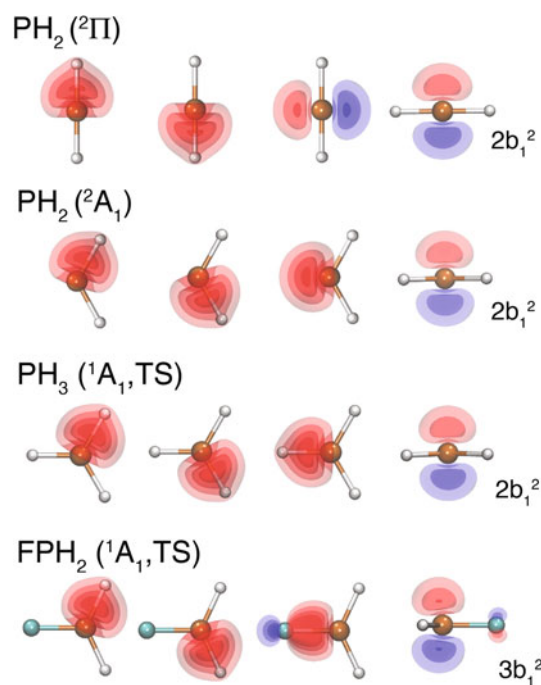 PH₂ (²Π)
2b₁²
PH₂ (²A₁)
2b₁²
PH₃ (¹A₁,TS)
2b₁²
FPH₂ (¹A₁,TS)
3b₁²